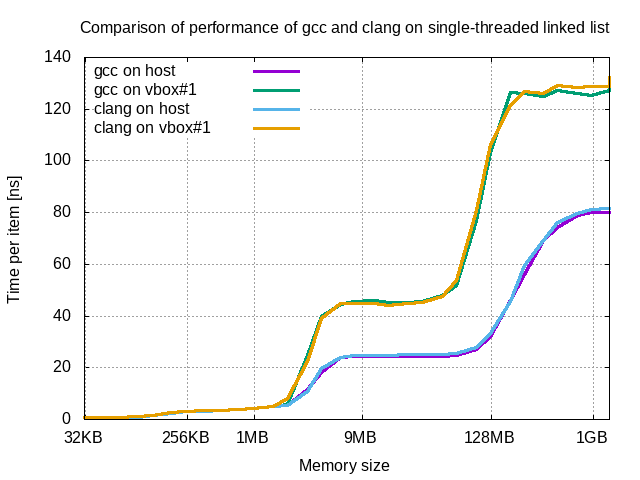 Comparison of performance of gcc and clang on single-threaded linked list
140
120
100
80
60
40
20
0
Time per item [ns]
gcc on host
gcc on vbox#1
clang on host
clang on vbox#1
32KB 256KB 1MB 9MB 128MB 1GB
Memory size